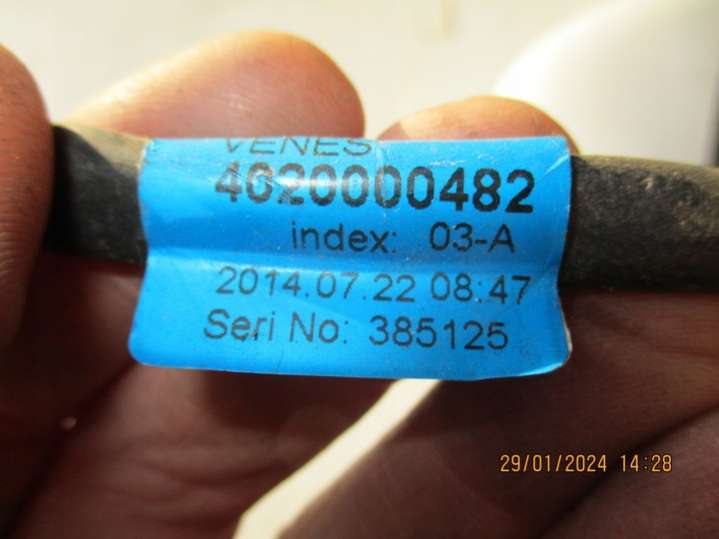 VENES
4020000482
index: 03-A
2014.07.22 08:47
Seri No: 385125
29/01/2024 14:28